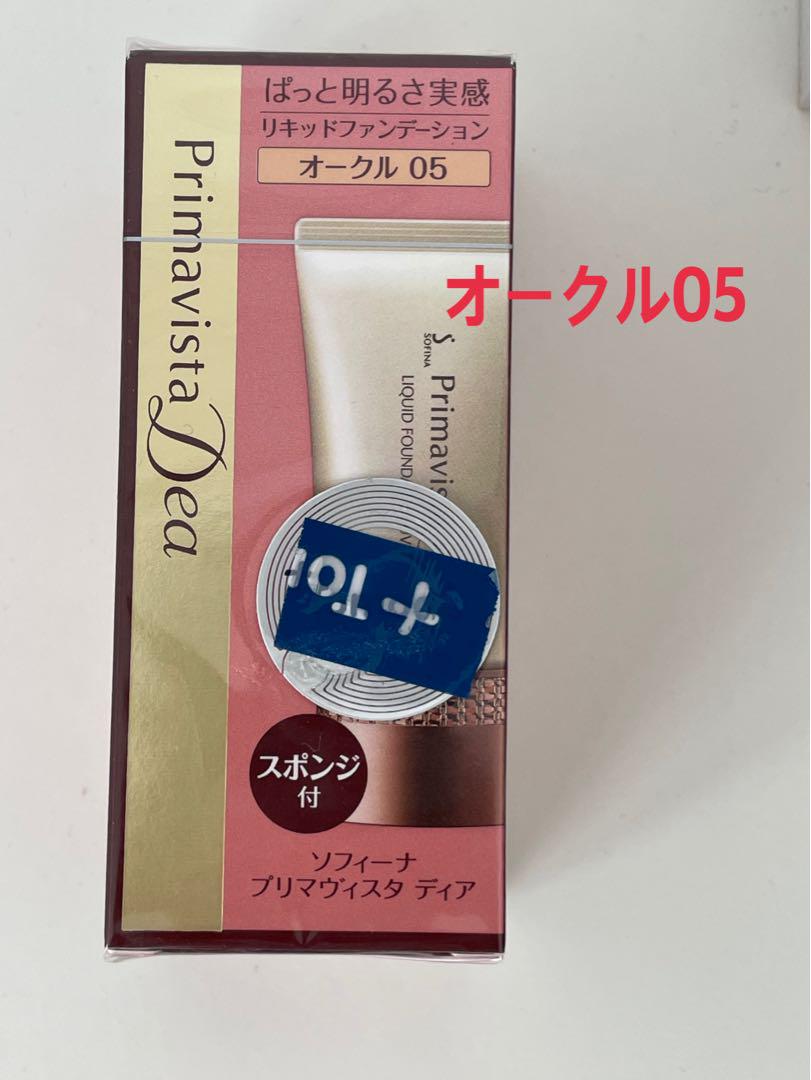 ぱっと明るさ実感
リキッドファンデーション
オークル 05
Primavista Dea
オークル05
SOFINA
Primavis
LIQUID FOUND
スポンジ
付
ソフィーナ
プリマヴィスタ ディア